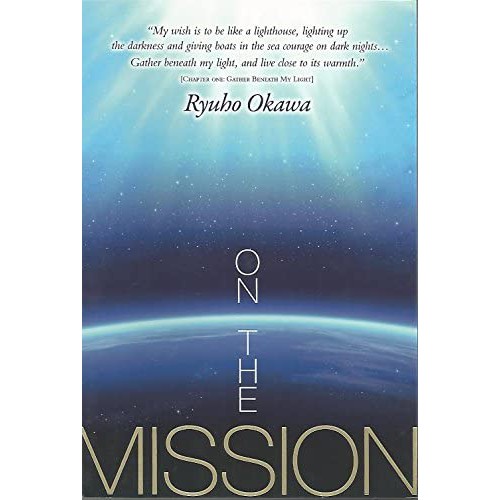 "My wish is to be like a lighthouse, lighting up
the darkness and giving boats in the sea courage on dark nights...
Gather beneath my light, and live close to its warmth."
[Chapter one: Gather Beneath My Light]
Ryuho Okawa
ON
THE
MISSION